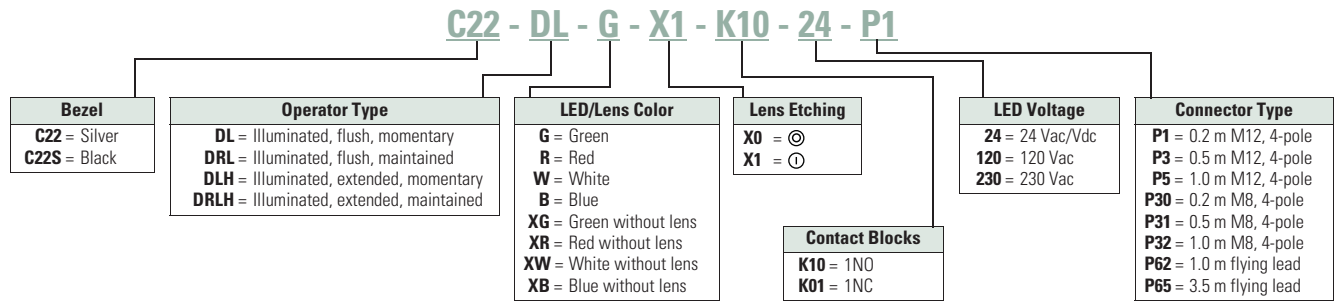 C22 - DL - G - X1 - K10 - 24 - P1
Bezel
C22 = Silver
C22S = Black
Operator Type
DL = Illuminated, flush, momentary
DRL = Illuminated, flush, maintained
DLH = Illuminated, extended, momentary
DRLH = Illuminated, extended, maintained
LED/Lens Color
G = Green
R = Red
W = White
B = Blue
XG = Green without lens
XR = Red without lens
XW = White without lens
XB = Blue without lens
Lens Etching
X0 =
X1 =
Contact Blocks
K10 = 1NO
K01 = 1NC
LED Voltage
24 = 24 Vac/Vdc
120 = 120 Vac
230 = 230 Vac
Connector Type
P1 = 0.2 m M12, 4-pole
P3 = 0.5 m M12, 4-pole
P5 = 1.0 m M12, 4-pole
P30 = 0.2 m M8, 4-pole
P31 = 0.5 m M8, 4-pole
P32 = 1.0 m M8, 4-pole
P62 = 1.0 m flying lead
P65 = 3.5 m flying lead